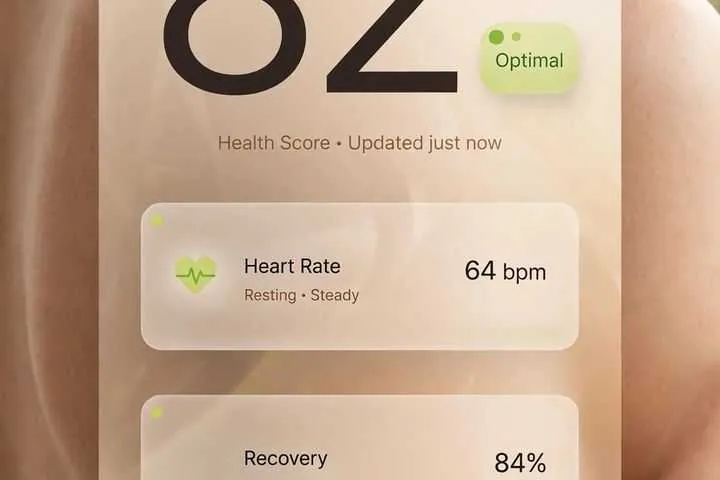 Optimal
Health Score • Updated just now
Heart Rate
64 bpm
Resting • Steady
Recovery
84%